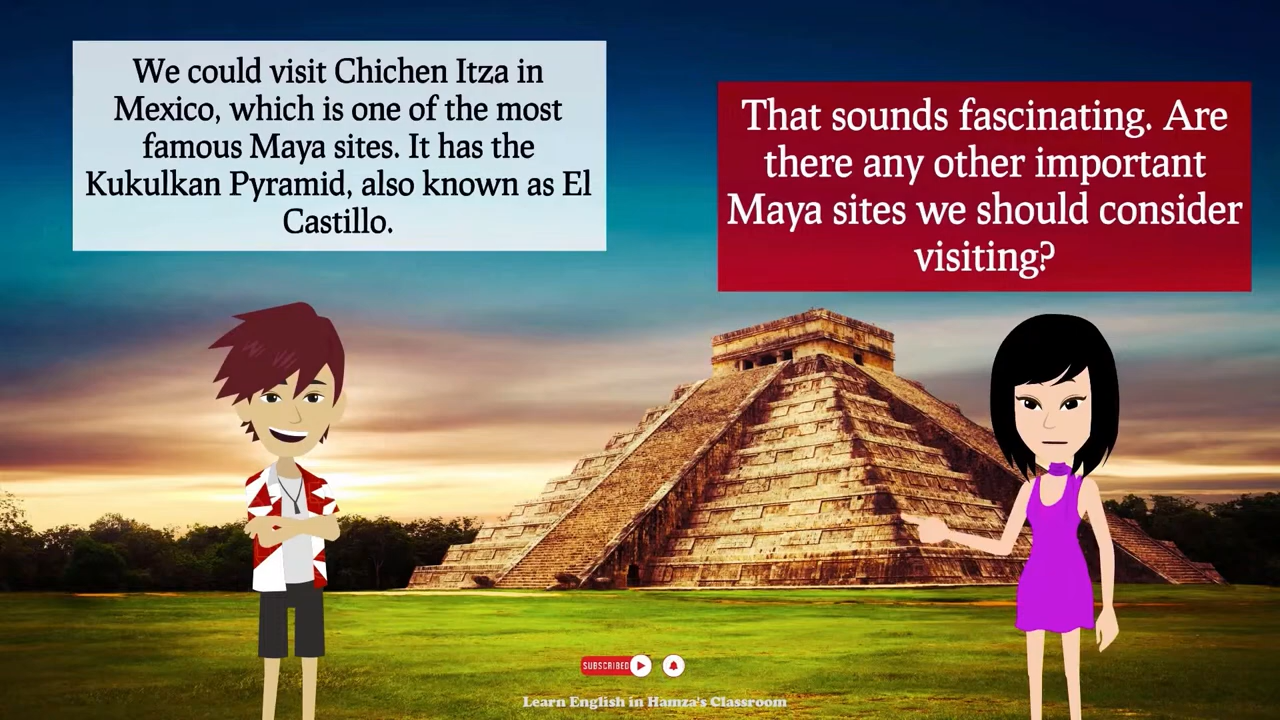 We could visit Chichen Itza in
Mexico, which is one of the most
famous Maya sites. It has the
Kukulkan Pyramid, also known as El
Castillo.
That sounds fascinating. Are
there any other important
Maya sites we should consider
visiting?
SUBSCRIBED
Learn English in Hamza's Classroom